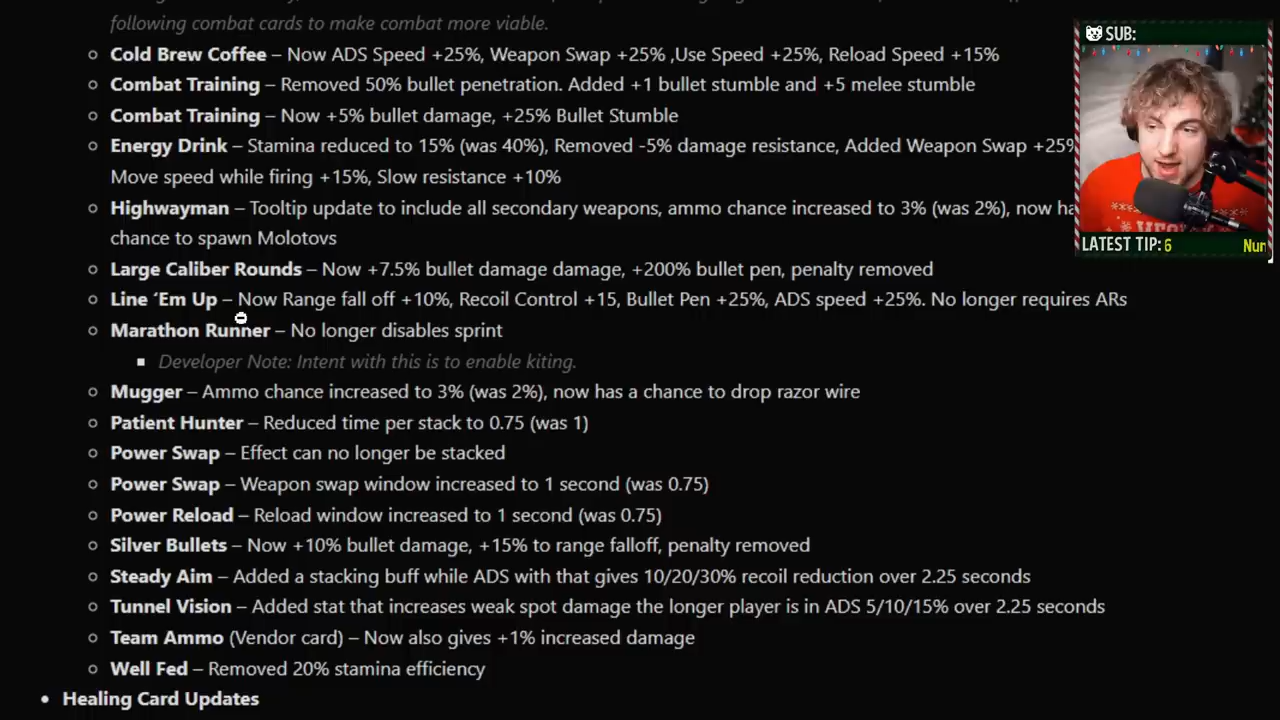 following combat cards to make combat more viable.
Cold Brew Coffee – Now ADS Speed +25%, Weapon Swap +25% ,Use Speed +25%, Reload Speed +15%
Combat Training – Removed 50% bullet penetration. Added +1 bullet stumble and +5 melee stumble
Combat Training – Now +5% bullet damage, +25% Bullet Stumble
Energy Drink – Stamina reduced to 15% (was 40%), Removed -5% damage resistance, Added Weapon Swap +25%
Move speed while firing +15%, Slow resistance +10%
Highwayman – Tooltip update to include all secondary weapons, ammo chance increased to 3% (was 2%), now
chance to spawn Molotovs
Large Caliber Rounds – Now +7.5% bullet damage damage, +200% bullet pen, penalty removed
Line ‘Em Up – Now Range fall off +10%, Recoil Control +15, Bullet Pen +25%, ADS speed +25%. No longer requires ARs
Marathon Runner – No longer disables sprint
Developer Note: Intent with this is to enable kiting.
Mugger – Ammo chance increased to 3% (was 2%), now has a chance to drop razor wire
Patient Hunter – Reduced time per stack to 0.75 (was 1)
Power Swap – Effect can no longer be stacked
Power Swap – Weapon swap window increased to 1 second (was 0.75)
Power Reload – Reload window increased to 1 second (was 0.75)
Silver Bullets – Now +10% bullet damage, +15% to range falloff, penalty removed
Steady Aim – Added a stacking buff while ADS with that gives 10/20/30% recoil reduction over 2.25 seconds
Tunnel Vision – Added stat that increases weak spot damage the longer player is in ADS 5/10/15% over 2.25 seconds
Team Ammo (Vendor card) – Now also gives +1% increased damage
Well Fed – Removed 20% stamina efficiency
Healing Card Updates
SUB:
LATEST TIP: 6